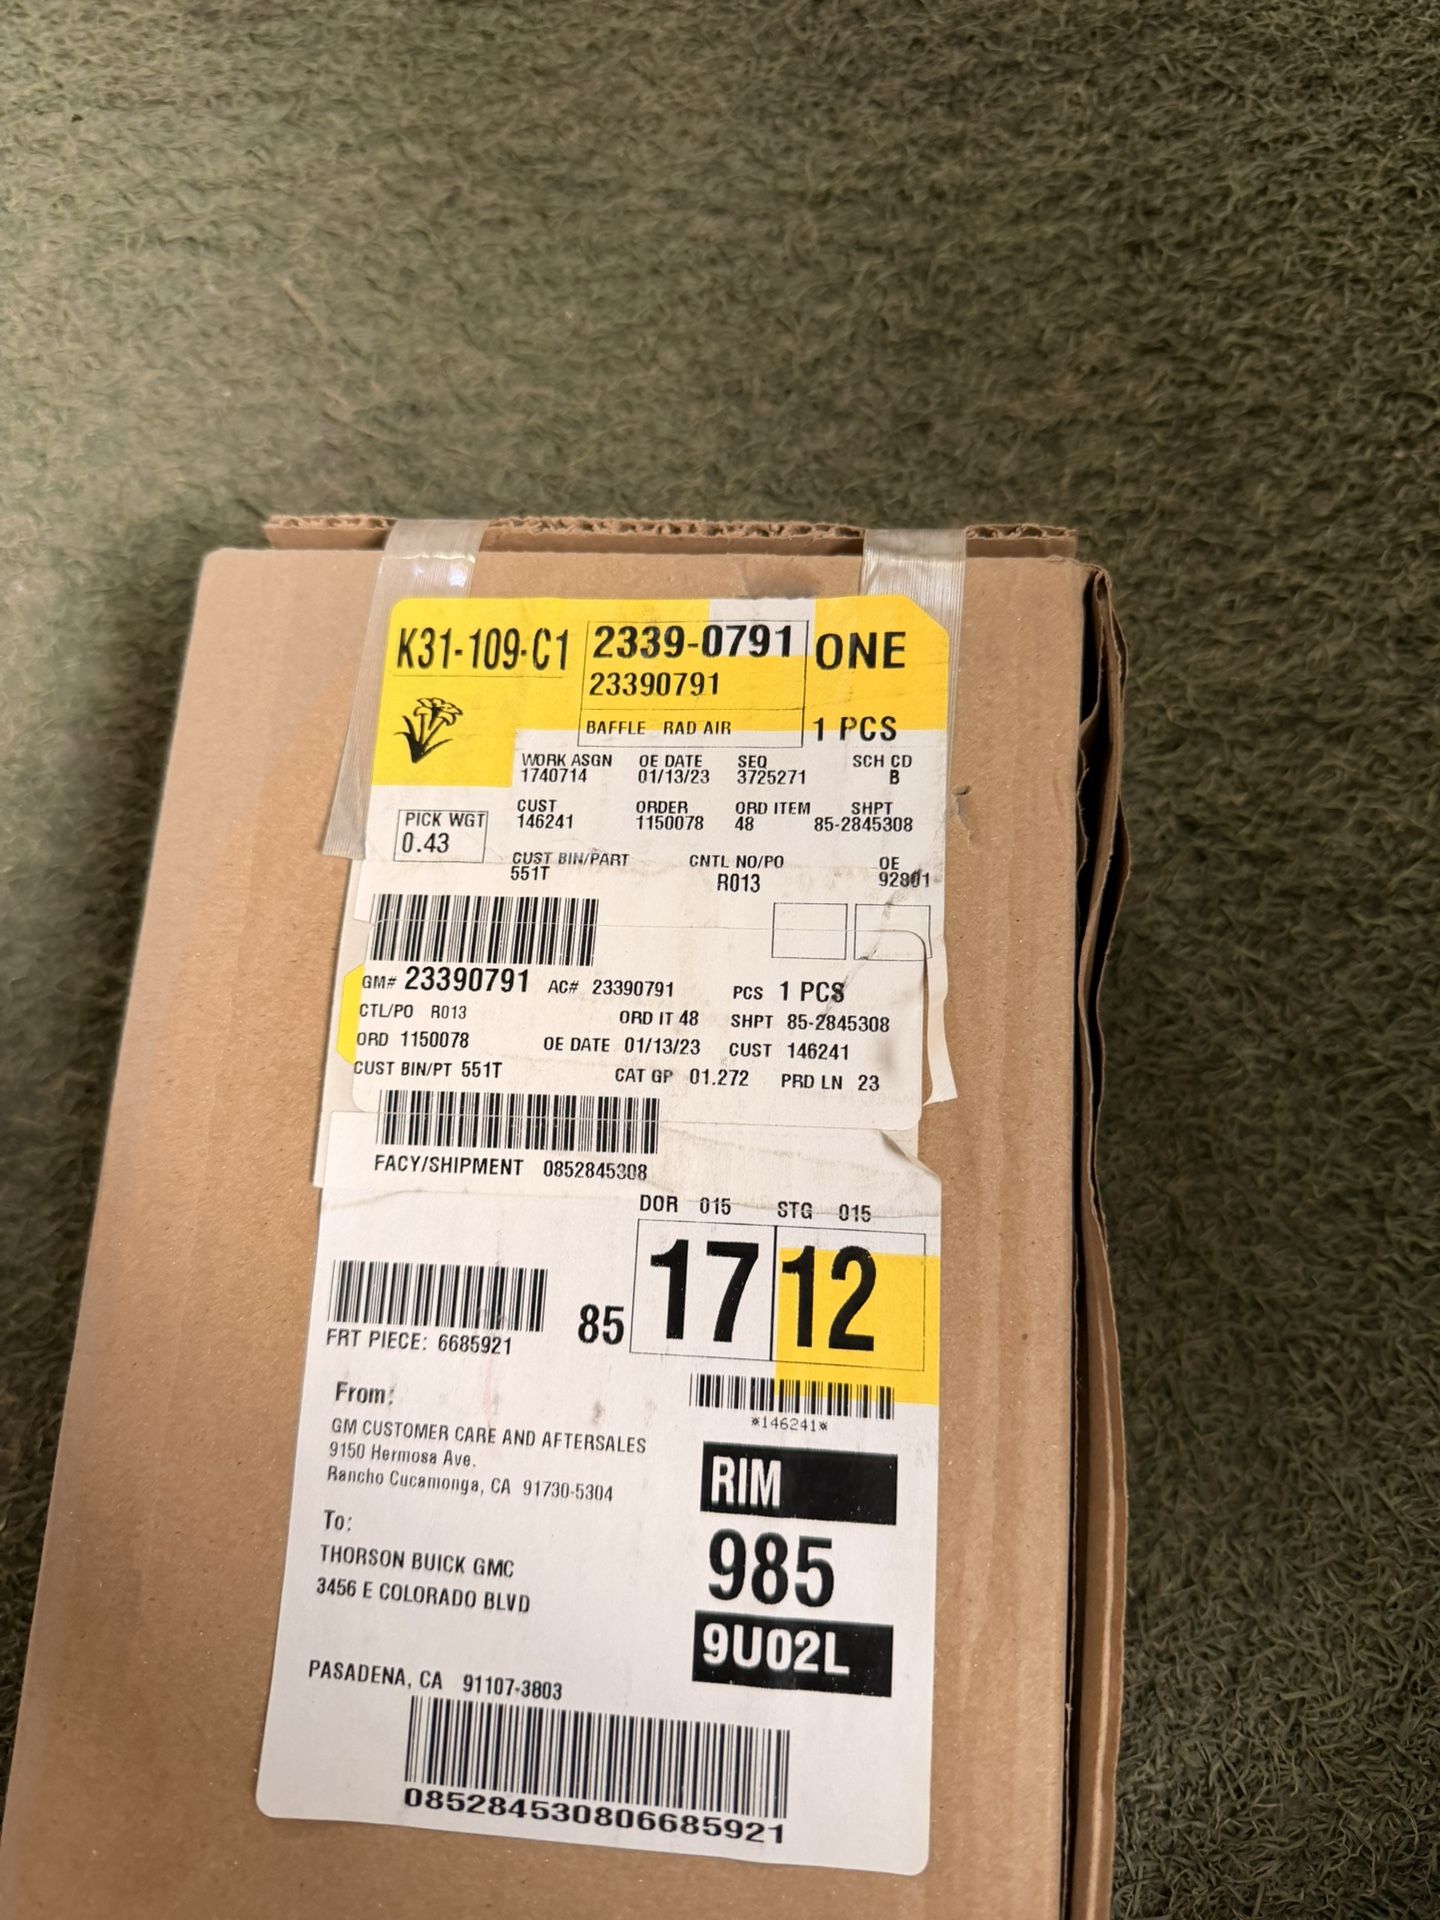 K31-109-C1 2339-0791 ONE
23390791
BAFFLE RAD AIR 1 PCS
WORK ASGN OE DATE SEQ SCH CD
1740714 01/13/23 3725271 B
CUST ORDER ORD ITEM SHPT
146241 1150078 48 85-2845308
PICK WGT
0.43
CUST BIN/PART CNTL NO/PO OE
551T R013 92801
GM# 23390791 AC# 23390791 PCS 1 PCS
CTL/PO R013 ORD IT 48 SHPT 85-2845308
ORD 1150078 OE DATE 01/13/23 CUST 146241
CUST BIN/PT 551T CAT GP 01.272 PRD LN 23
FACY/SHIPMENT 0852845308
DOR 015 STG 015
85 17 12
FRT PIECE: 6685921
*146241*
From:
GM CUSTOMER CARE AND AFTERSALES
9150 Hermosa Ave.
Rancho Cucamonga, CA 91730-5304
RIM
985
9U02L
To:
THORSON BUICK GMC
3456 E COLORADO BLVD
PASADENA, CA 91107-3803
085284530806685921